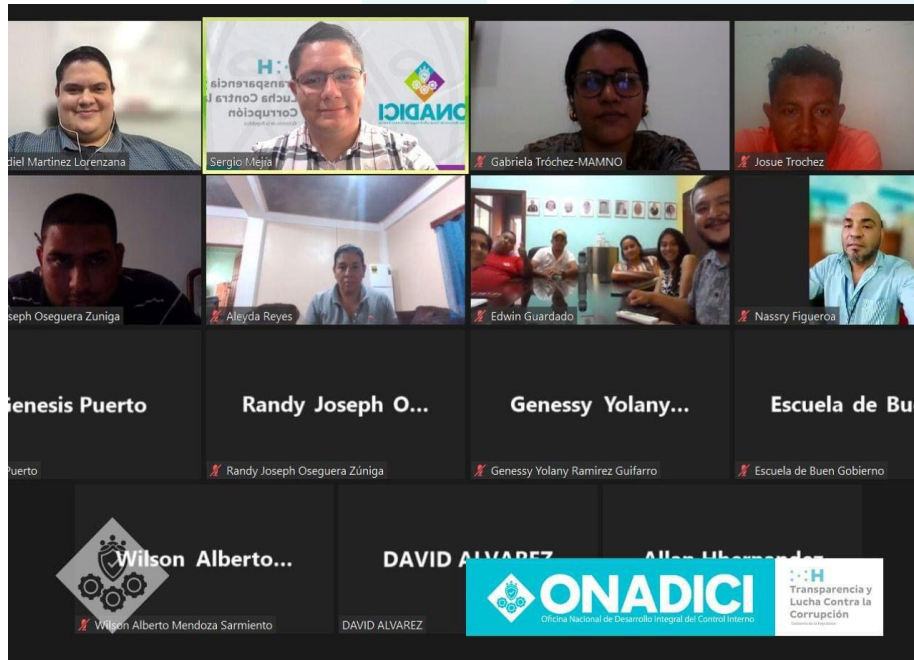 H
Transparencia y
Lucha Contra la
Corrupción
ONADICI
diel Martinez Lorenzana
Sergio Mejía
Gabriela Tróchez-MAMNO
Josue Trochez
seph Oseguera Zuniga
Aleyda Reyes
Edwin Guardado
Nassry Figueroa
enesis Puerto
Randy Joseph O...
Genessy Yolany...
Escuela de Bu
Puerto
Randy Joseph Oseguera Zúniga
Genessy Yolany Ramirez Guifarro
Escuela de Buen Gobierno
Wilson Alberto...
DAVID ALVAREZ
Wilson Alberto Mendoza Sarmiento
DAVID ALVAREZ
ONADICI
Oficina Nacional de Desarrollo Integral del Control Interno
H
Transparencia y
Lucha Contra la
Corrupción